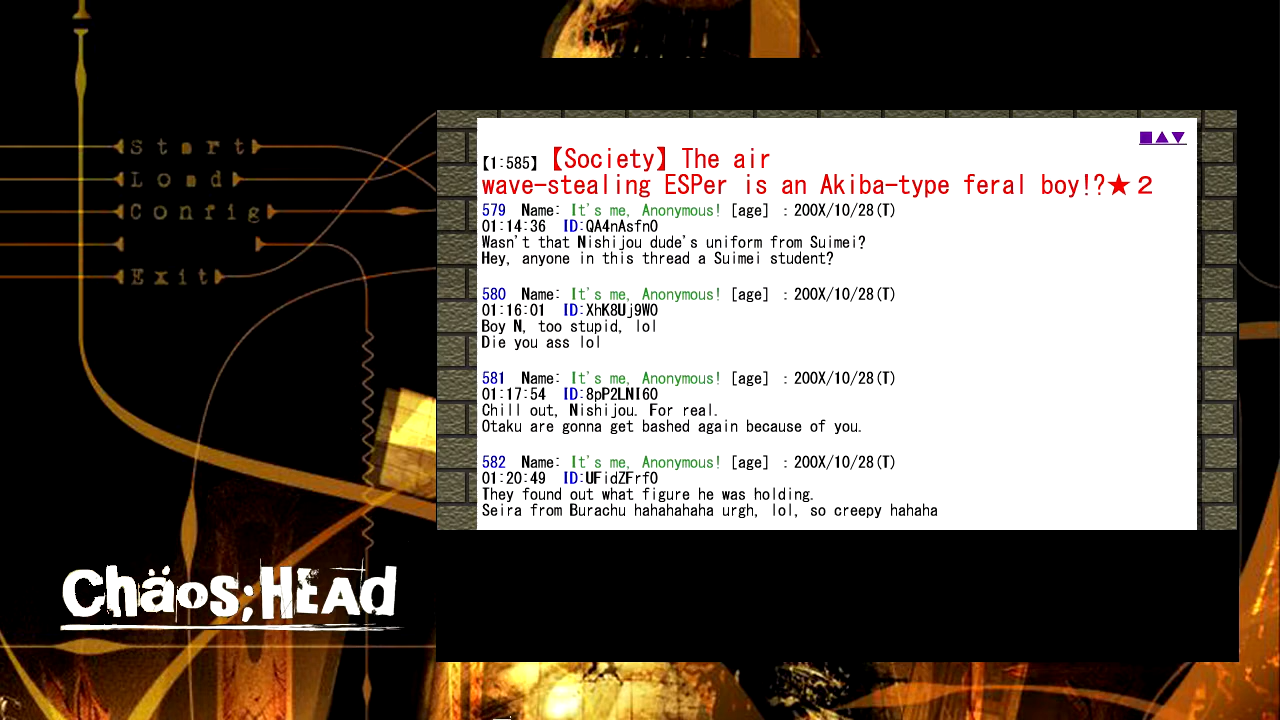 Start
Load
Config
Exit
Chäos;HEAd
■▲▼
【1:585】【Society】The air
wave-stealing ESPer is an Akiba-type feral boy!?★２
579 Name: It's me, Anonymous! [age] : 200X/10/28(T)
01:14:36 ID:QA4nAsfn0
Wasn't that Nishijou dude's uniform from Suimei?
Hey, anyone in this thread a Suimei student?
580 Name: It's me, Anonymous! [age] : 200X/10/28(T)
01:16:01 ID:XhK8Uj9W0
Boy N, too stupid, lol
Die you ass lol
581 Name: It's me, Anonymous! [age] : 200X/10/28(T)
01:17:54 ID:8pP2LNI60
Chill out, Nishijou. For real.
Otaku are gonna get bashed again because of you.
582 Name: It's me, Anonymous! [age] : 200X/10/28(T)
01:20:49 ID:UFidZFrf0
They found out what figure he was holding.
Seira from Burachu hahahahaha urgh, lol, so creepy hahaha